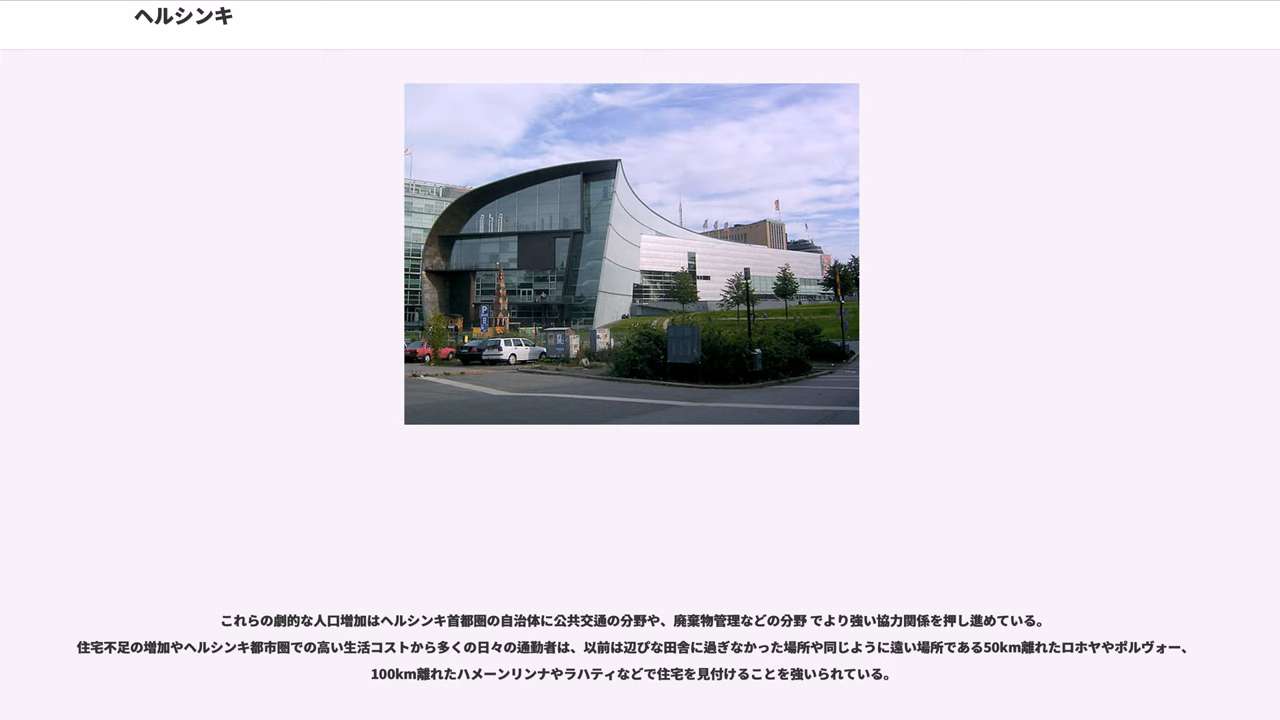 ヘルシンキ
これらの劇的な人口増加はヘルシンキ首都圏の自治体に公共交通の分野や、廃棄物管理などの分野 でより強い協力関係を押し進めている。
住宅不足の増加やヘルシンキ都市圏での高い生活コストから多くの日々の通勤者は、以前は辺びな田舎に過ぎなかった場所や同じように遠い場所である50km離れたロホヤやポルヴォー、
100km離れたハメーンリンナやラハティなどで住宅を見付けることを強いられている。